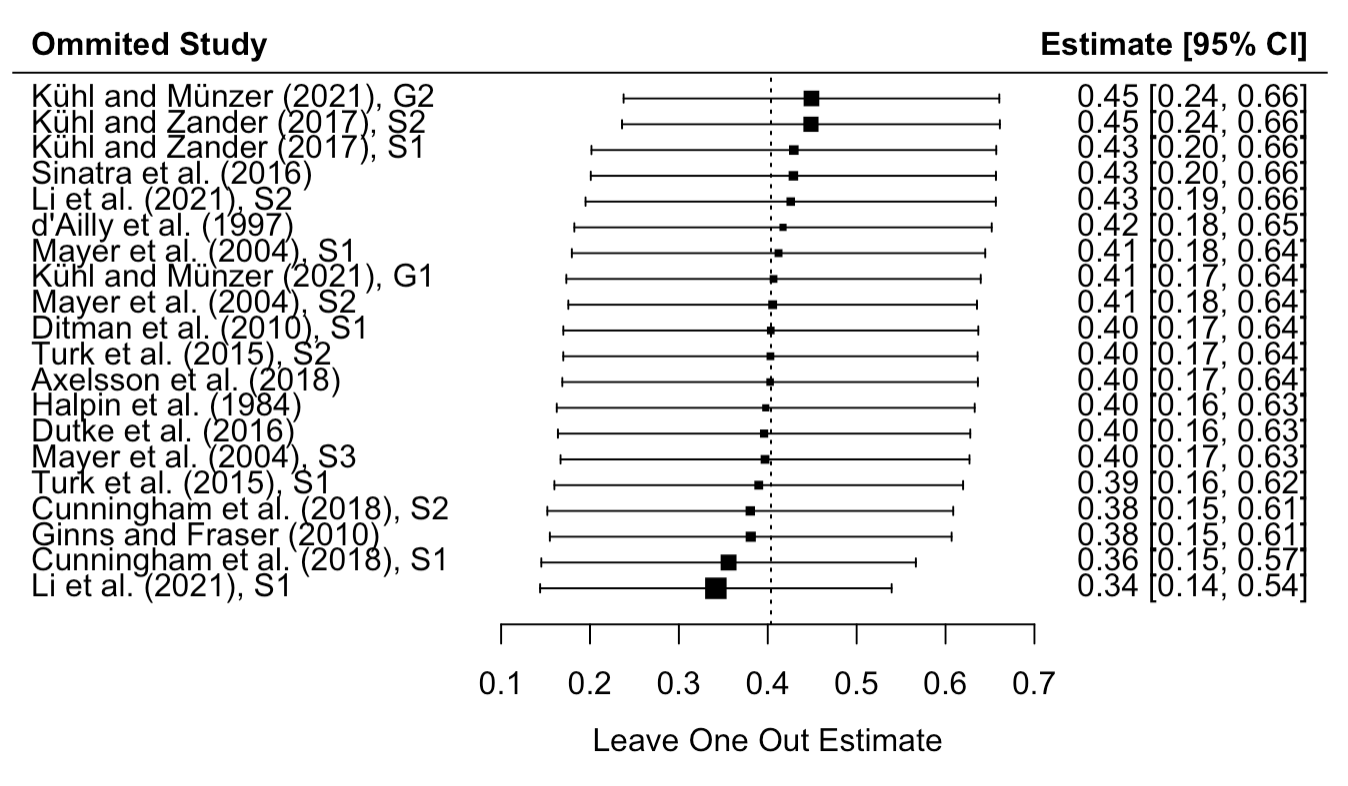 Ommited Study Estimate [95% CI]
Kühl and Münzer (2021), G2 0.45 [0.24, 0.66]
Kühl and Zander (2017), S2 0.45 [0.24, 0.66]
Kühl and Zander (2017), S1 0.43 [0.20, 0.66]
Sinatra et al. (2016) 0.43 [0.20, 0.66]
Li et al. (2021), S2 0.43 [0.19, 0.66]
d'Ailly et al. (1997) 0.42 [0.18, 0.65]
Mayer et al. (2004), S1 0.41 [0.18, 0.64]
Kühl and Münzer (2021), G1 0.41 [0.17, 0.64]
Mayer et al. (2004), S2 0.41 [0.18, 0.64]
Ditman et al. (2010), S1 0.40 [0.17, 0.64]
Turk et al. (2015), S2 0.40 [0.17, 0.64]
Axelsson et al. (2018) 0.40 [0.17, 0.64]
Halpin et al. (1984) 0.40 [0.16, 0.63]
Dutke et al. (2016) 0.40 [0.16, 0.63]
Mayer et al. (2004), S3 0.40 [0.17, 0.63]
Turk et al. (2015), S1 0.39 [0.16, 0.62]
Cunningham et al. (2018), S2 0.38 [0.15, 0.61]
Ginns and Fraser (2010) 0.38 [0.15, 0.61]
Cunningham et al. (2018), S1 0.36 [0.15, 0.57]
Li et al. (2021), S1 0.34 [0.14, 0.54]
0.1 0.2 0.3 0.4 0.5 0.6 0.7
Leave One Out Estimate